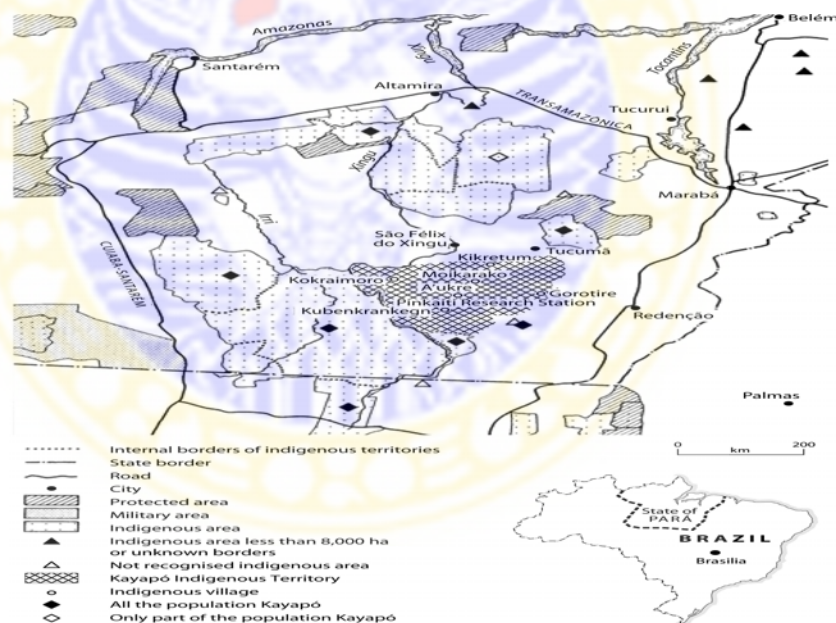 Belém
Amazonas
Xingu
Tocantins
Santarém
Altamira
TRANSAMAZÔNICA
Tucurui
Xingu
Marabá
Iriri
São Félix
do Xingu
Tucumã
CUIABÁ-SANTARÉM
Kikretum
Kokraimoro
Moikarako
A'ukre
Gorotire
Pinkaiti Research Station
Kubenkrankegn
Redenção
Palmas
0 200
km
Internal borders of indigenous territories
State border
Road
City
Protected area
Military area
Indigenous area
Indigenous area less than 8,000 ha
or unknown borders
Not recognised indigenous area
Kayapó Indigenous Territory
Indigenous village
All the population Kayapó
Only part of the population Kayapó
State of
PARÁ
BRAZIL
Brasilia